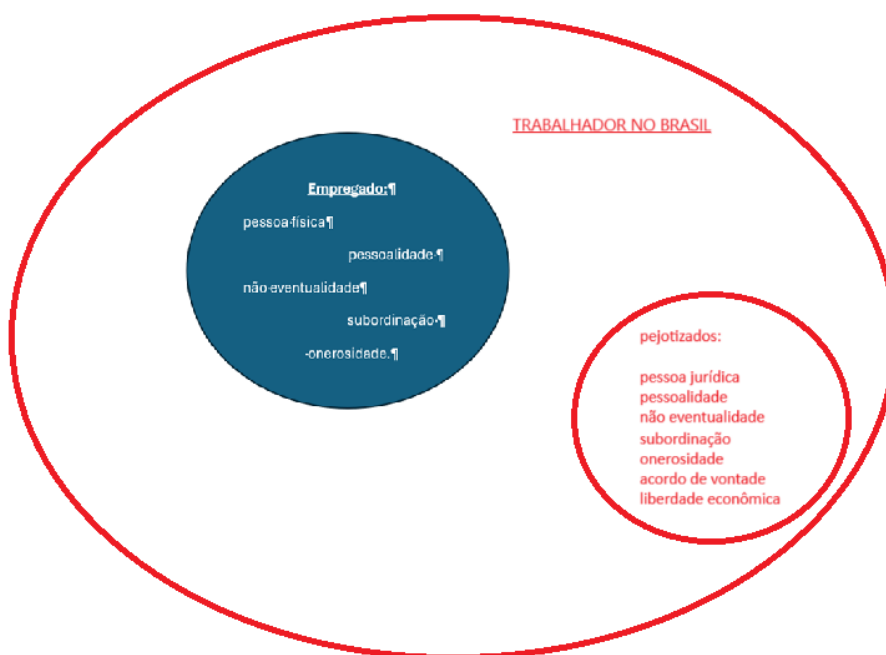 TRABALHADOR NO BRASIL
Empregado:¶
pessoa·física¶
pessoalidade·¶
não·eventualidade¶
subordinação·¶
·onerosidade.¶
pejotizados:
pessoa jurídica
pessoalidade
não eventualidade
subordinação
onerosidade
acordo de vontade
liberdade econômica